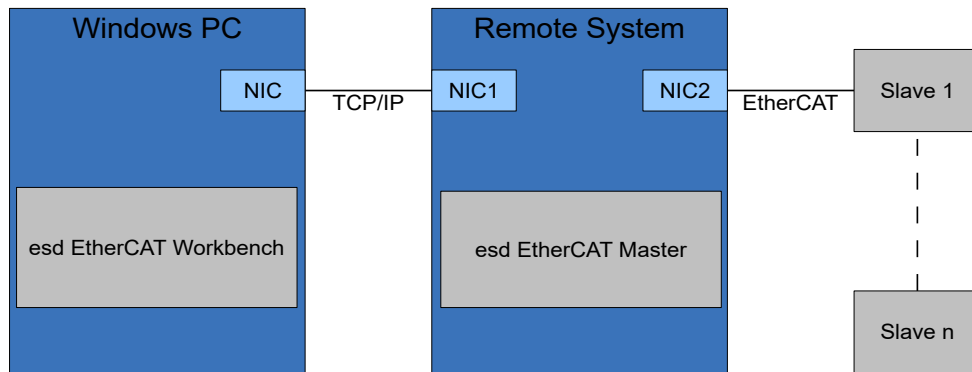 Windows PC
Remote System
NIC
TCP/IP
NIC1
NIC2
EtherCAT
Slave 1
esd EtherCAT Workbench
esd EtherCAT Master
Slave n